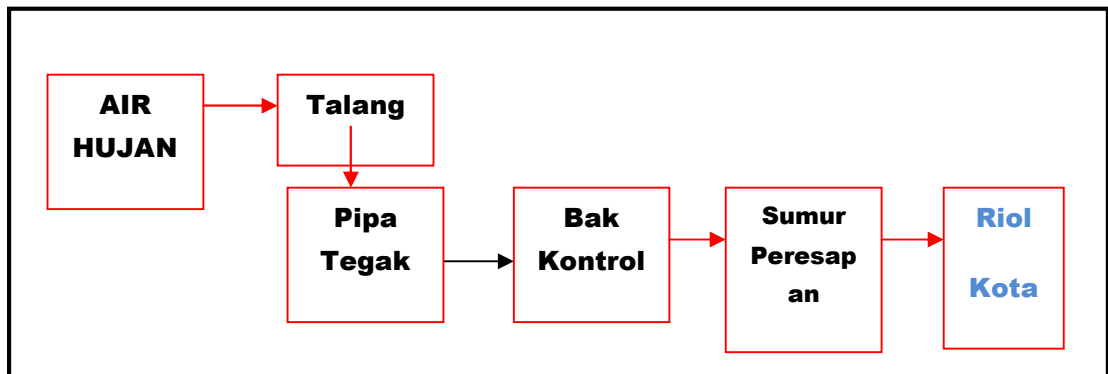 AIR
HUJAN
Talang
Pipa
Tegak
Bak
Kontrol
Sumur
Peresap
an
Riol
Kota